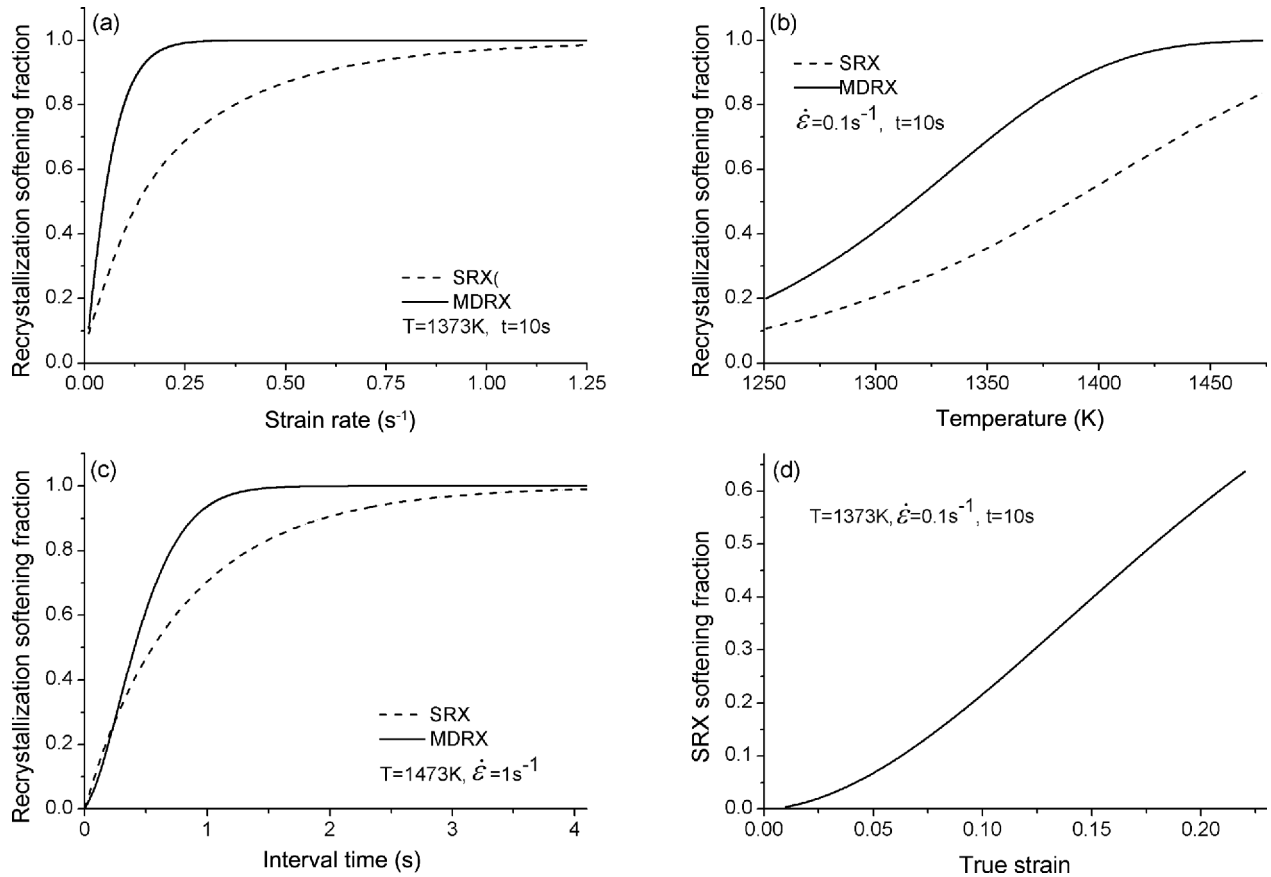 (a)
Recrystallization softening fraction
1.0
0.8
0.6
0.4
0.2
0.0
SRX(
MDRX
T=1373K, t=10s
0.00 0.25 0.50 0.75 1.00 1.25
Strain rate (s⁻¹)
(b)
Recrystallization softening fraction
1.0
0.8
0.6
0.4
0.2
0.0
SRX
MDRX
ε̇=0.1s⁻¹, t=10s
1250 1300 1350 1400 1450
Temperature (K)
(c)
Recrystallization softening fraction
1.0
0.8
0.6
0.4
0.2
0.0
SRX
MDRX
T=1473K, ε̇=1s⁻¹
0 1 2 3 4
Interval time (s)
(d)
SRX softening fraction
0.6
0.5
0.4
0.3
0.2
0.1
0.0
T=1373K, ε̇=0.1s⁻¹, t=10s
0.00 0.05 0.10 0.15 0.20
True strain